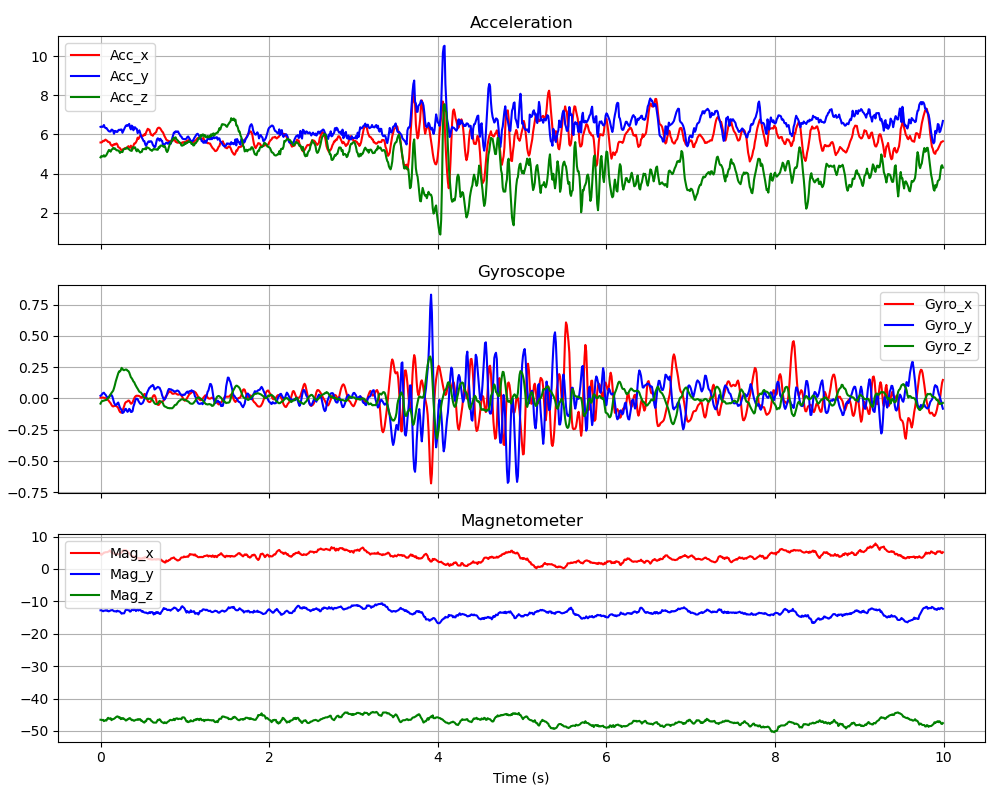 Acceleration
Acc_x
Acc_y
Acc_z
10
8
6
4
2
Gyroscope
Gyro_x
Gyro_y
Gyro_z
0.75
0.50
0.25
0.00
−0.25
−0.50
−0.75
Magnetometer
Mag_x
Mag_y
Mag_z
10
0
−10
−20
−30
−40
−50
0 2 4 6 8 10
Time (s)